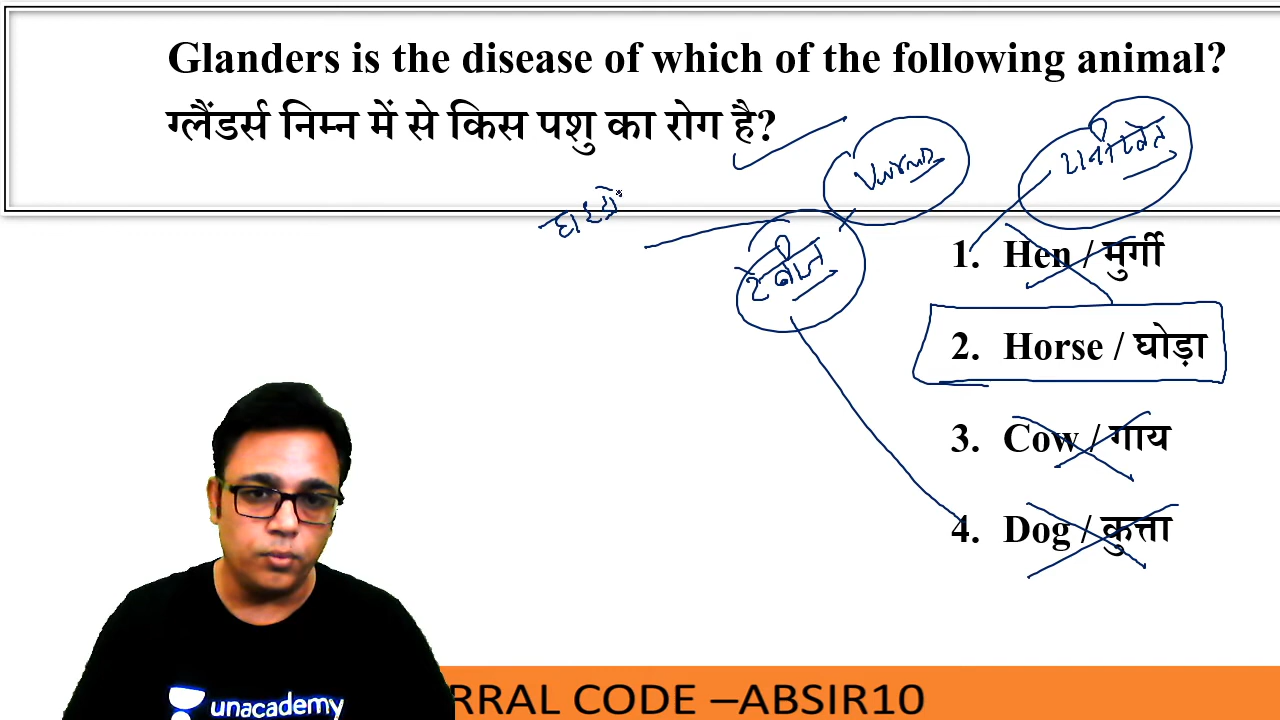 Glanders is the disease of which of the following animal?
ग्लैंडर्स निम्न में से किस पशु का रोग है?
1. Hen / मुर्गी
2. Horse / घोड़ा
3. Cow / गाय
4. Dog / कुत्ता
unacademy
RRAL CODE –ABSIR10